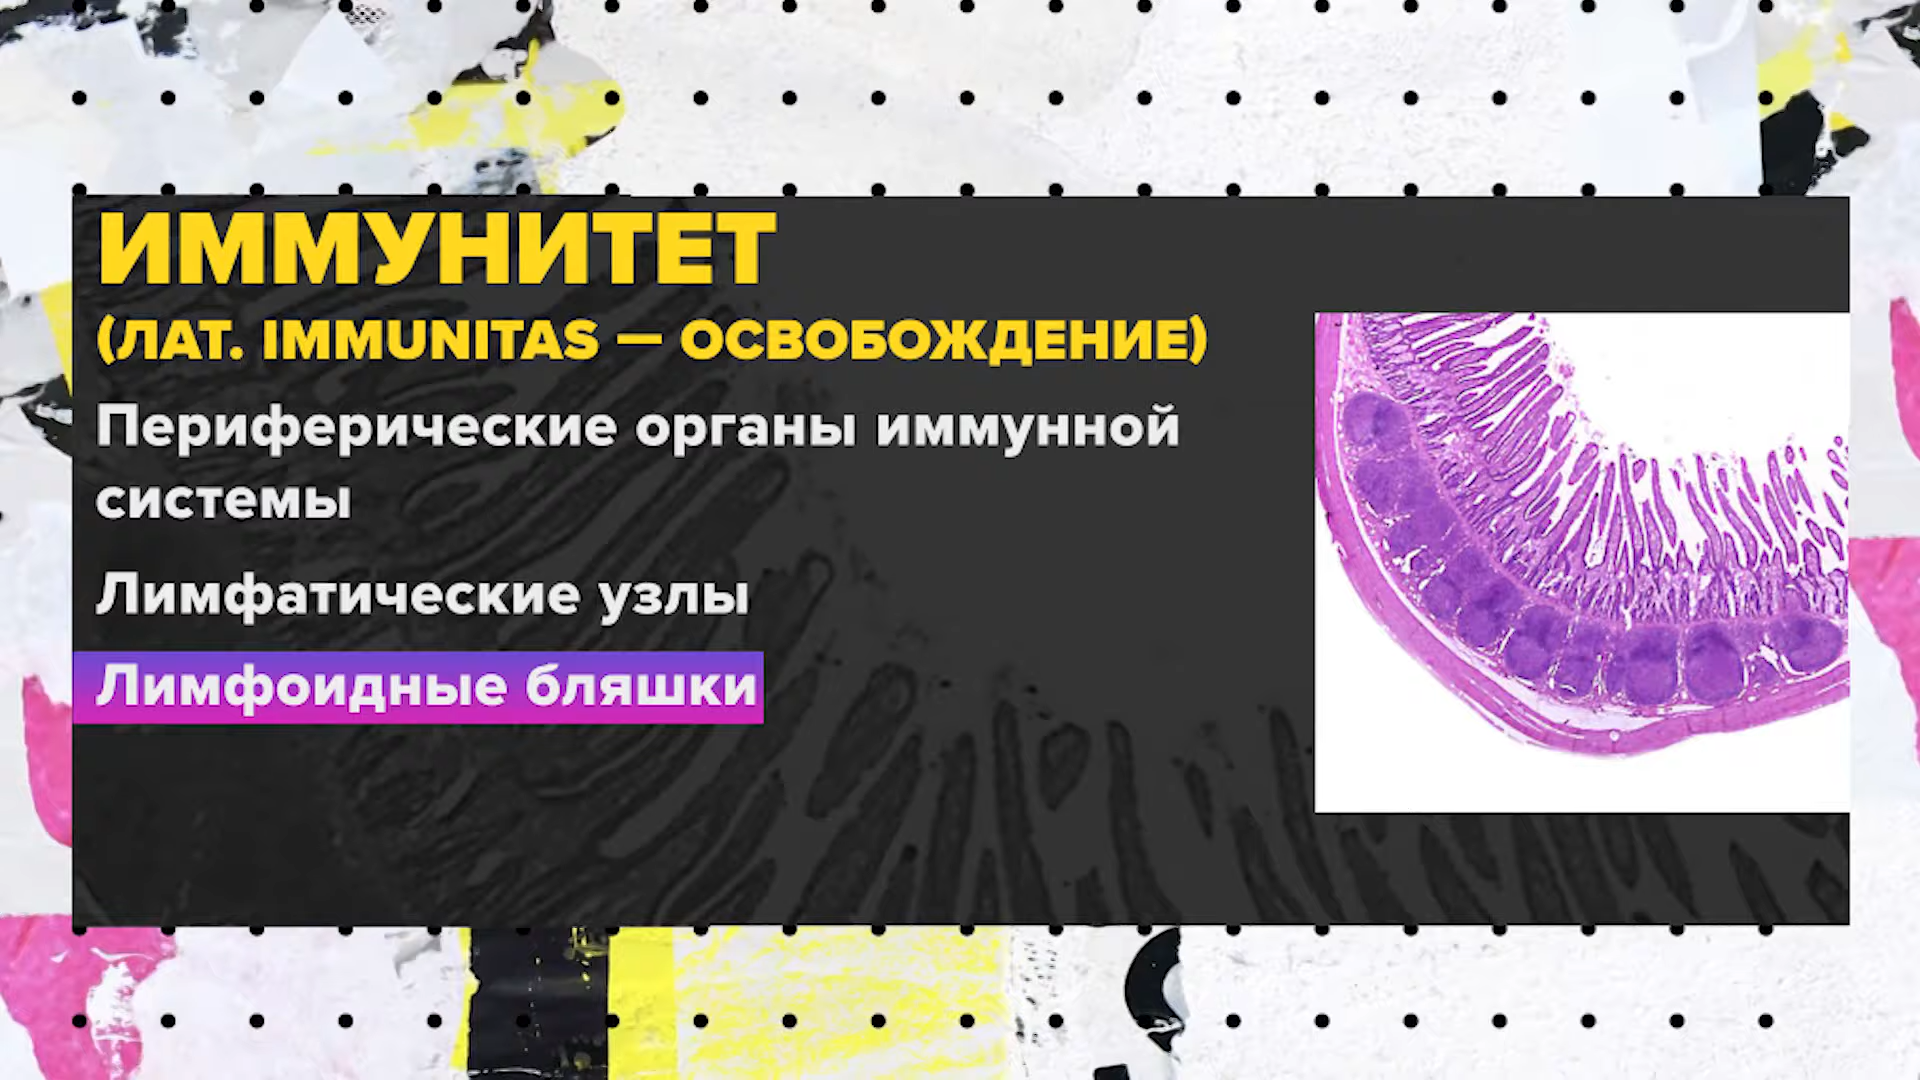 ИММУНИТЕТ
(ЛАТ. IMMUNITAS — ОСВОБОЖДЕНИЕ)
Периферические органы иммунной
системы
Лимфатические узлы
Лимфоидные бляшки